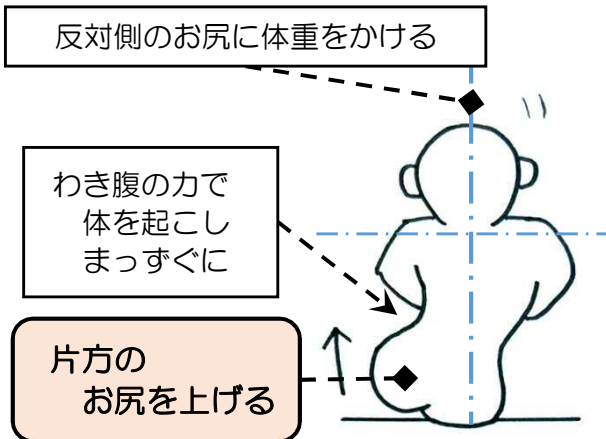 反対側のお尻に体重をかける
わき腹の力で
体を起こし
まっすぐに
片方の
お尻を上げる